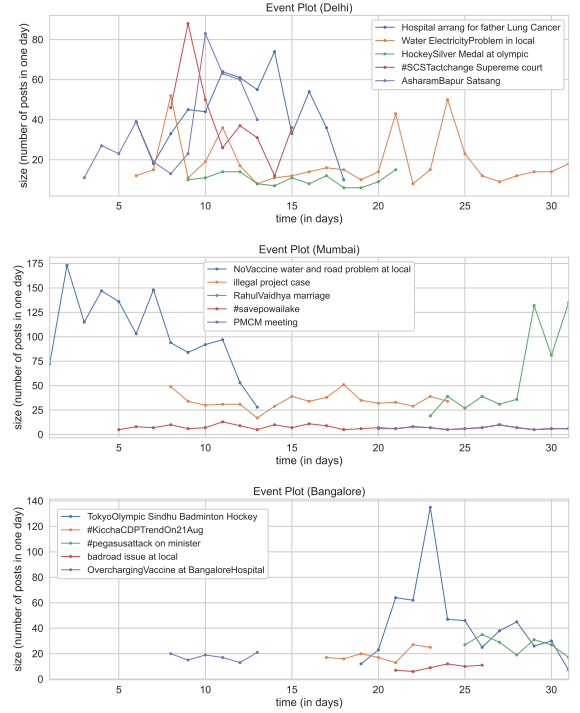 Event Plot (Delhi)
size (number of posts in one day)
80
60
40
20
Hospital arrang for father Lung Cancer
Water ElectricityProblem in local
HockeySilver Medal at olympic
#SCSTactchange Supereme court
AsharamBapur Satsang
5
10
15
20
25
30
time (in days)
Event Plot (Mumbai)
size (number of posts in one day)
175
150
125
100
75
50
25
0
NoVaccine water and road problem at local
illegal project case
RahulVaidhya marriage
#savepowailake
PMCM meeting
5
10
15
20
25
30
time (in days)
Event Plot (Bangalore)
size (number of posts in one day)
140
120
100
80
60
40
20
0
TokyoOlympic Sindhu Badminton Hockey
#KicchaCDPTrendOn21Aug
#pegasusattack on minister
badroad issue at local
OverchargingVaccine at BangaloreHospital
5
10
15
20
25
30
time (in days)